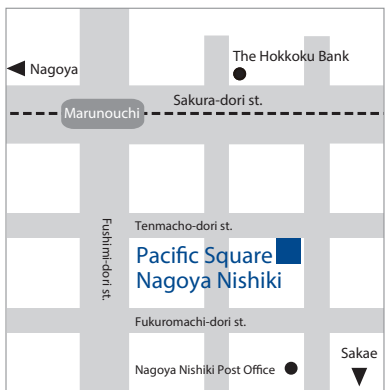 The Hokkoku Bank
Nagoya
Sakura-dori st.
Marunouchi
Tenmacho-dori st.
Fushimi-dori st.
Pacific Square
Nagoya Nishiki
Fukuromachi-dori st.
Sakae
Nagoya Nishiki Post Office